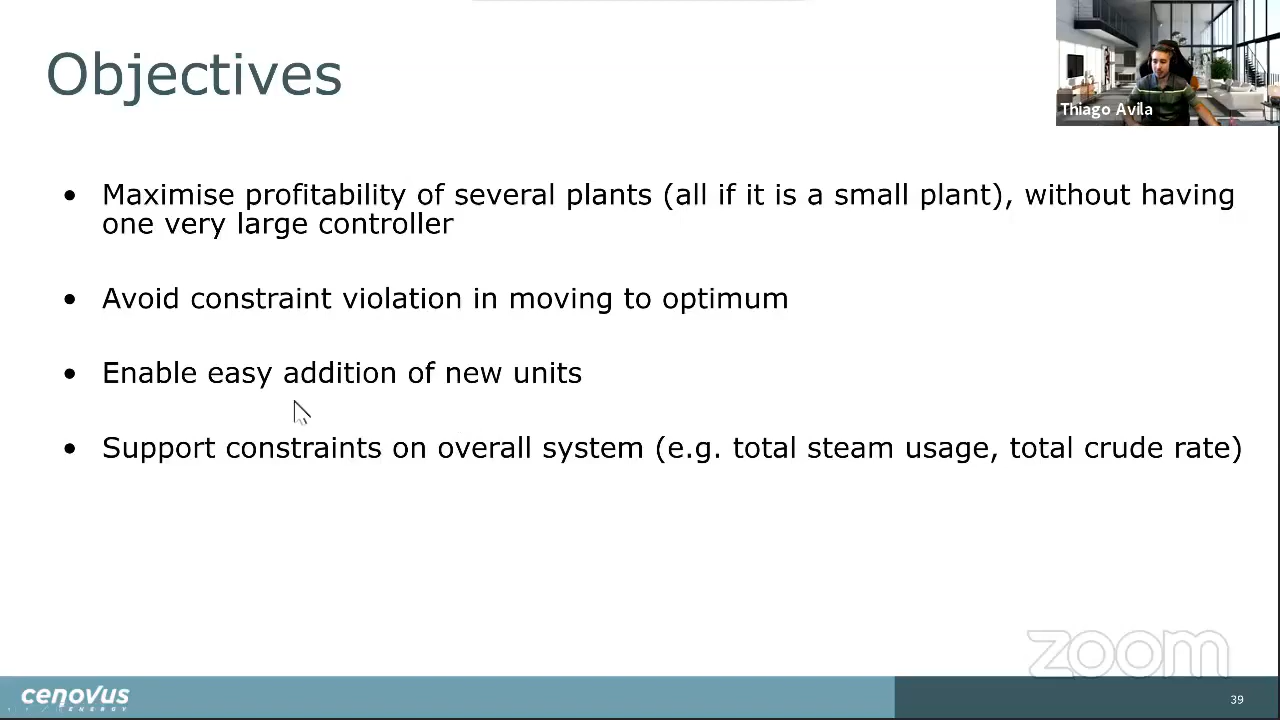 Objectives
Thiago Avila
• Maximise profitability of several plants (all if it is a small plant), without having
one very large controller
• Avoid constraint violation in moving to optimum
• Enable easy addition of new units
• Support constraints on overall system (e.g. total steam usage, total crude rate)
zoom
cenovus
ENERGY
39